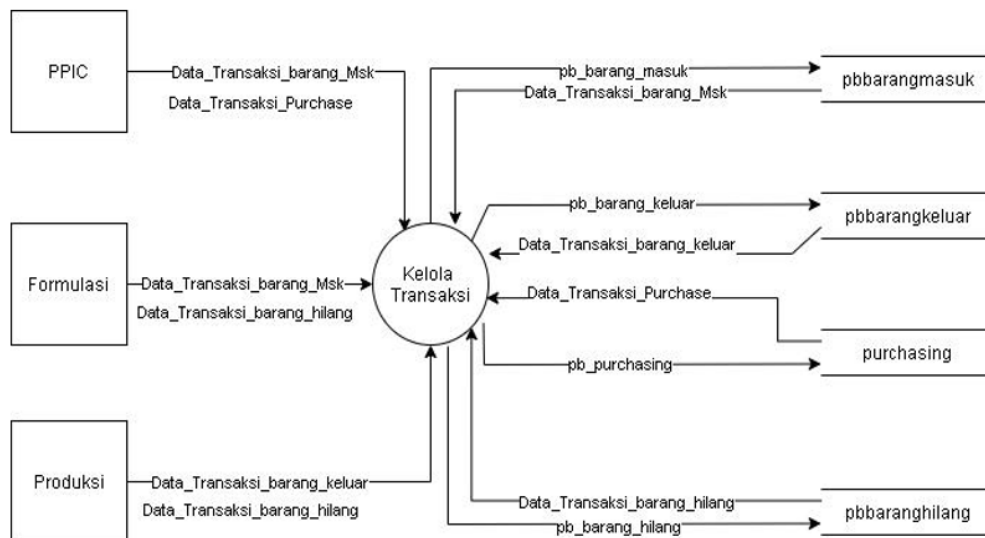 PPIC
Data_Transaksi_barang_Msk
Data_Transaksi_Purchase
pb_barang_masuk
Data_Transaksi_barang_Msk
pbbarangmasuk
pb_barang_keluar
Data_Transaksi_barang_keluar
pbbarangkeluar
Formulasi
Data_Transaksi_barang_Msk
Data_Transaksi_barang_hilang
Kelola
Transaksi
Data_Transaksi_Purchase
pb_purchasing
purchasing
Produksi
Data_Transaksi_barang_keluar
Data_Transaksi_barang_hilang
Data_Transaksi_barang_hilang
pb_barang_hilang
pbbaranghilang